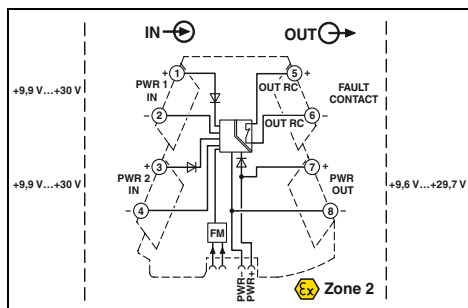 IN OUT
1 + 5 +
+9,9 V...+30 V PWR 1 IN OUT RC FAULT CONTACT
2 – OUT RC 6 –
3 + 7 +
+9,9 V...+30 V PWR 2 IN PWR OUT +9,6 V...+29,7 V
4 – 8 –
FM
PWR-
PWR+
Ex Zone 2